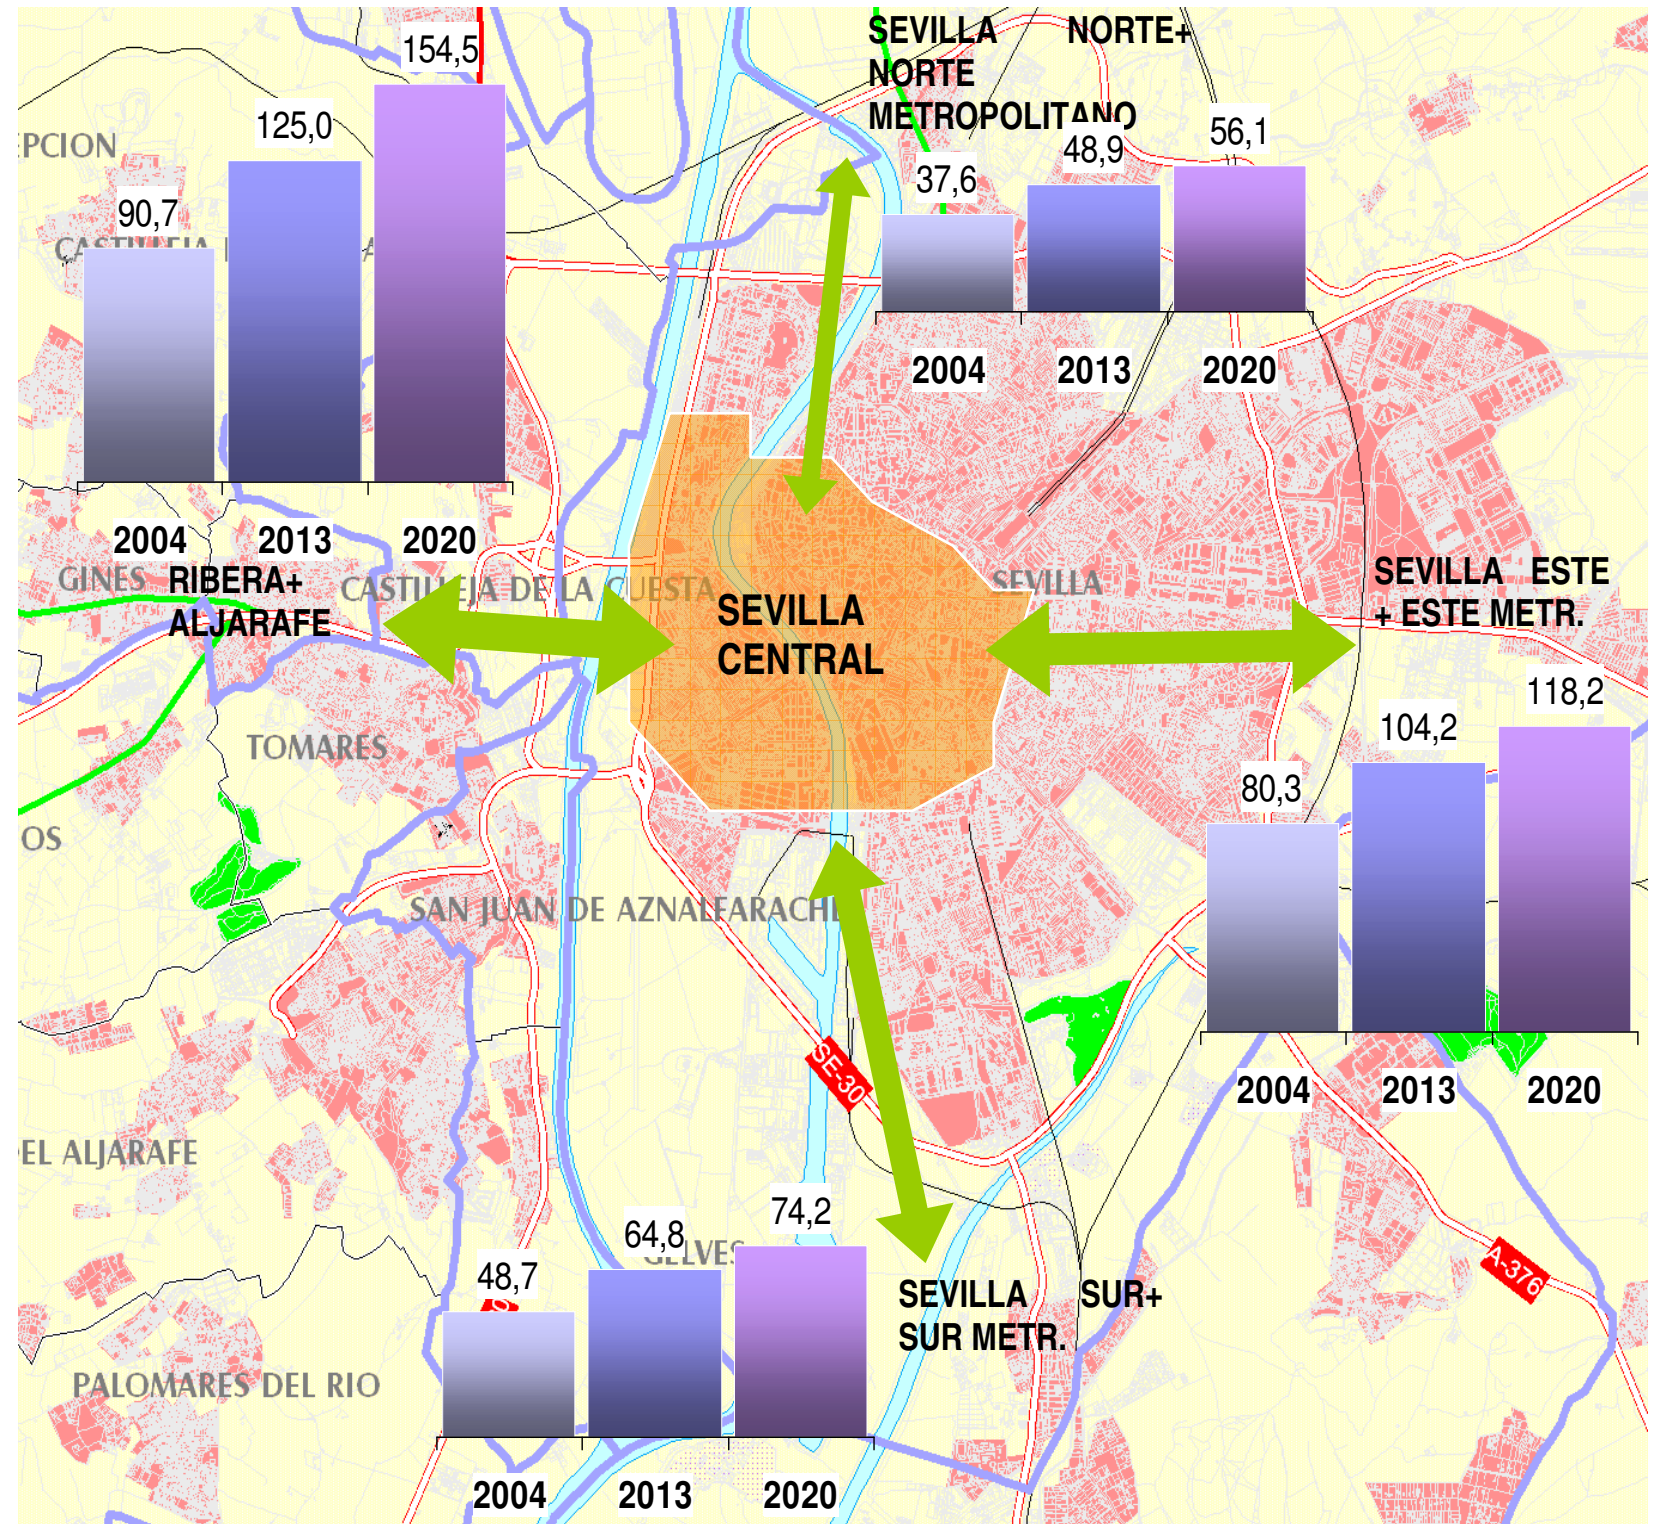 SEVILLA NORTE+
NORTE
METROPOLITANO
154,5
125,0
90,7
2004 2013 2020
RIBERA+
ALJARAFE
37,6
48,9
56,1
2004 2013 2020
PCION
GINES
CASTILLEJA DE LA CUESTA
SEVILLA
SEVILLA
CENTRAL
SEVILLA ESTE
+ ESTE METR.
80,3
104,2
118,2
2004 2013 2020
TOMARES
OS
SAN JUAN DE AZNALFARACHE
SE-30
EL ALJARAFE
GELVES
48,7
64,8
74,2
2004 2013 2020
SEVILLA SUR+
SUR METR.
A-376
PALOMARES DEL RIO